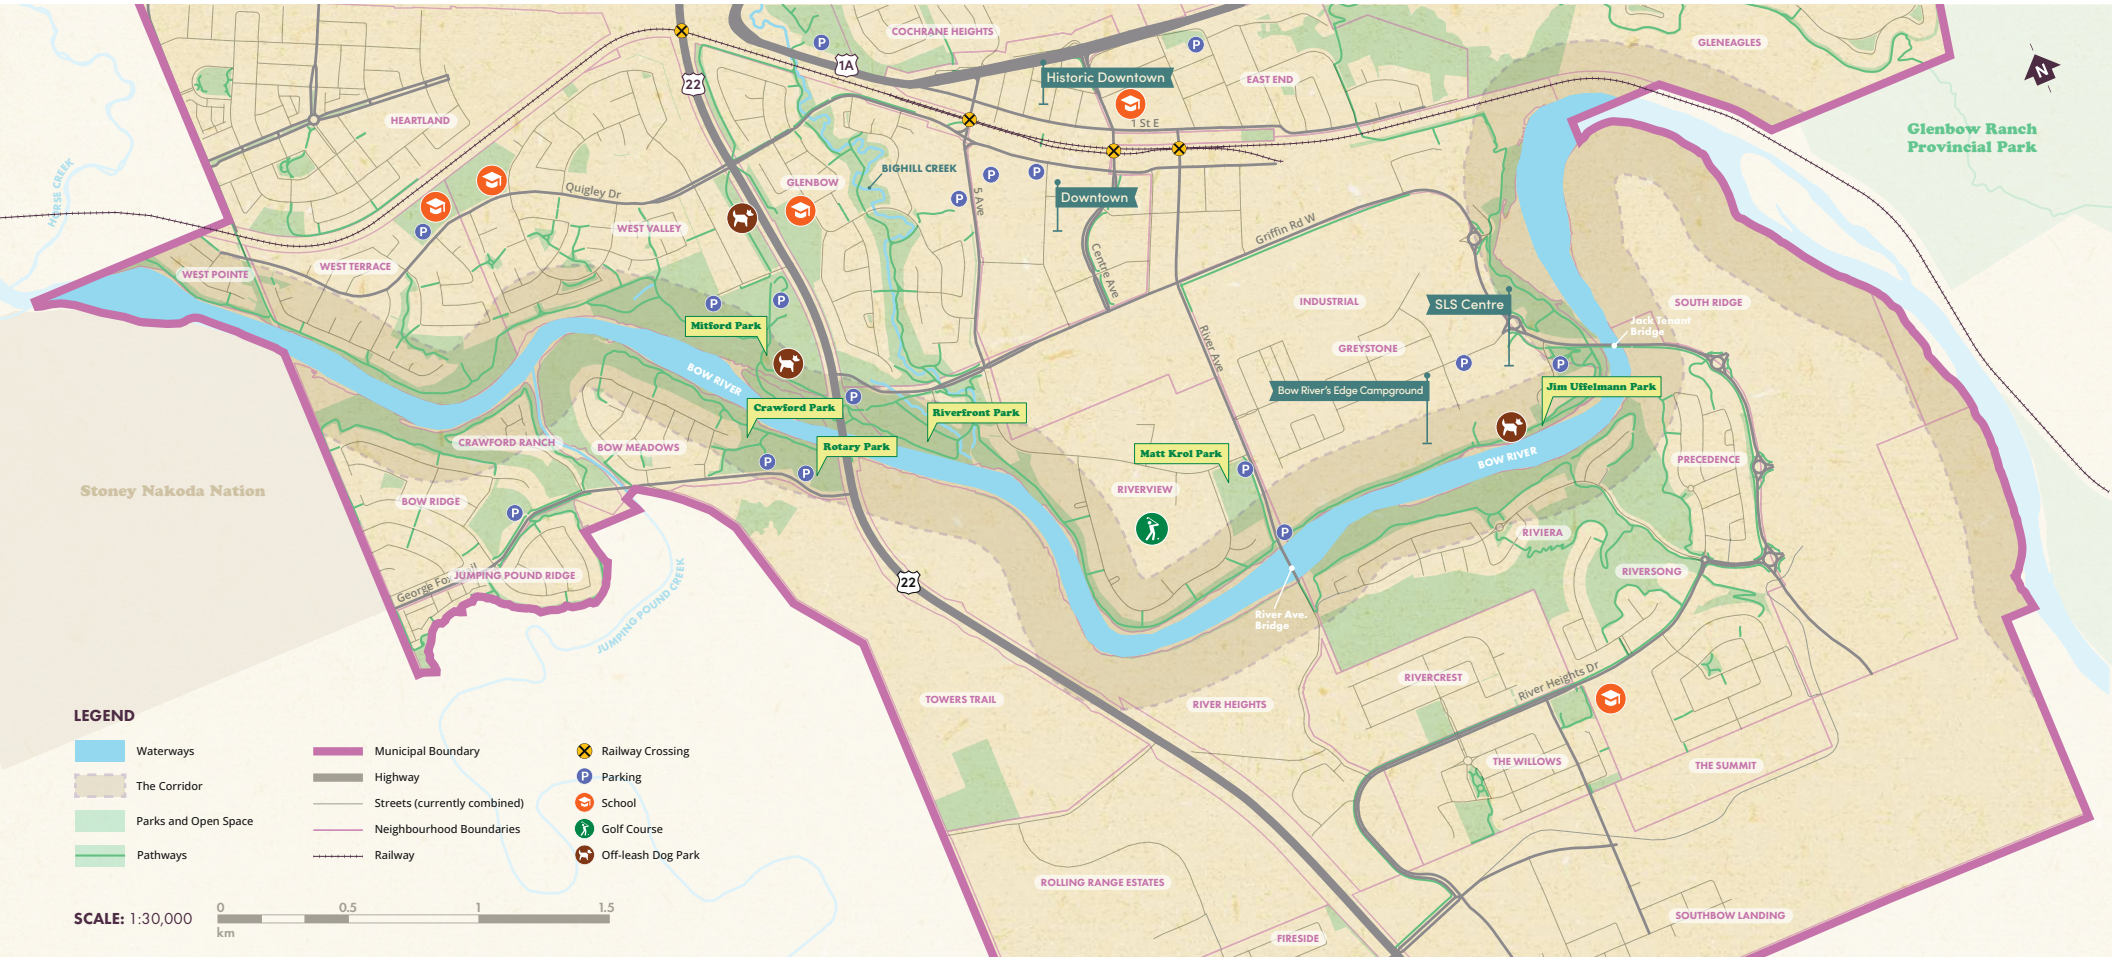 COCHRANE HEIGHTS
GLENEAGLES
1A
22
Historic Downtown
EAST END
N
HEARTLAND
1 St E
Glenbow Ranch
Provincial Park
HORSE CREEK
BIGHILL CREEK
GLENBOW
Quigley Dr
5 Ave
Downtown
WEST VALLEY
Griffin Rd W
Centre Ave
WEST POINTE
WEST TERRACE
INDUSTRIAL
SLS Centre
SOUTH RIDGE
Jack Tenant
Bridge
Mitford Park
River Ave
GREYSTONE
BOW RIVER
Bow River's Edge Campground
Jim Uffelmann Park
Crawford Park
Riverfront Park
CRAWFORD RANCH
BOW MEADOWS
Rotary Park
Matt Krol Park
BOW RIVER
PRECEDENCE
Stoney Nakoda Nation
BOW RIDGE
RIVERVIEW
RIVIERA
JUMPING POUND RIDGE
George Fox
22
RIVERSONG
JUMPING POUND CREEK
River Ave.
Bridge
RIVERCREST
River Heights Dr
TOWERS TRAIL
RIVER HEIGHTS
THE WILLOWS
THE SUMMIT
LEGEND
Waterways
Municipal Boundary
Railway Crossing
The Corridor
Highway
P
Parking
Streets (currently combined)
School
Parks and Open Space
Neighbourhood Boundaries
Golf Course
Pathways
Railway
Off-leash Dog Park
ROLLING RANGE ESTATES
SOUTHBOW LANDING
FIRESIDE
SCALE: 1:30,000
0 0.5 1 1.5
km